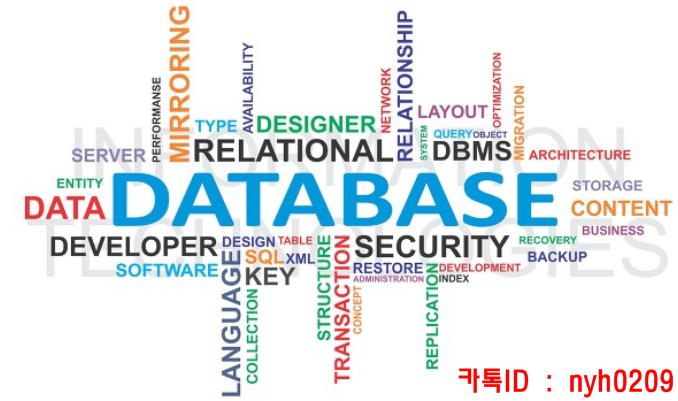 INFORMATION
TECHNOLOGIES
MIRRORING
PERFORMANSE
AVAILABILITY
NETWORK
RELATIONSHIP
SYSTEM
OPTIMIZATION
MIGRATION
LAYOUT
TYPE DESIGNER
QUERY OBJECT
SERVER RELATIONAL DBMS ARCHITECTURE
ENTITY STORAGE
DATA DATABASE CONTENT
BUSINESS
DEVELOPER DESIGN TABLE SECURITY RECOVERY
SQL XML BACKUP
SOFTWARE KEY RESTORE DEVELOPMENT
ADMINISTRATION INDEX
LANGUAGE
COLLECTION
STRUCTURE
TRANSACTION
CONCEPT
REPLICATION
카톡ID : nyh0209